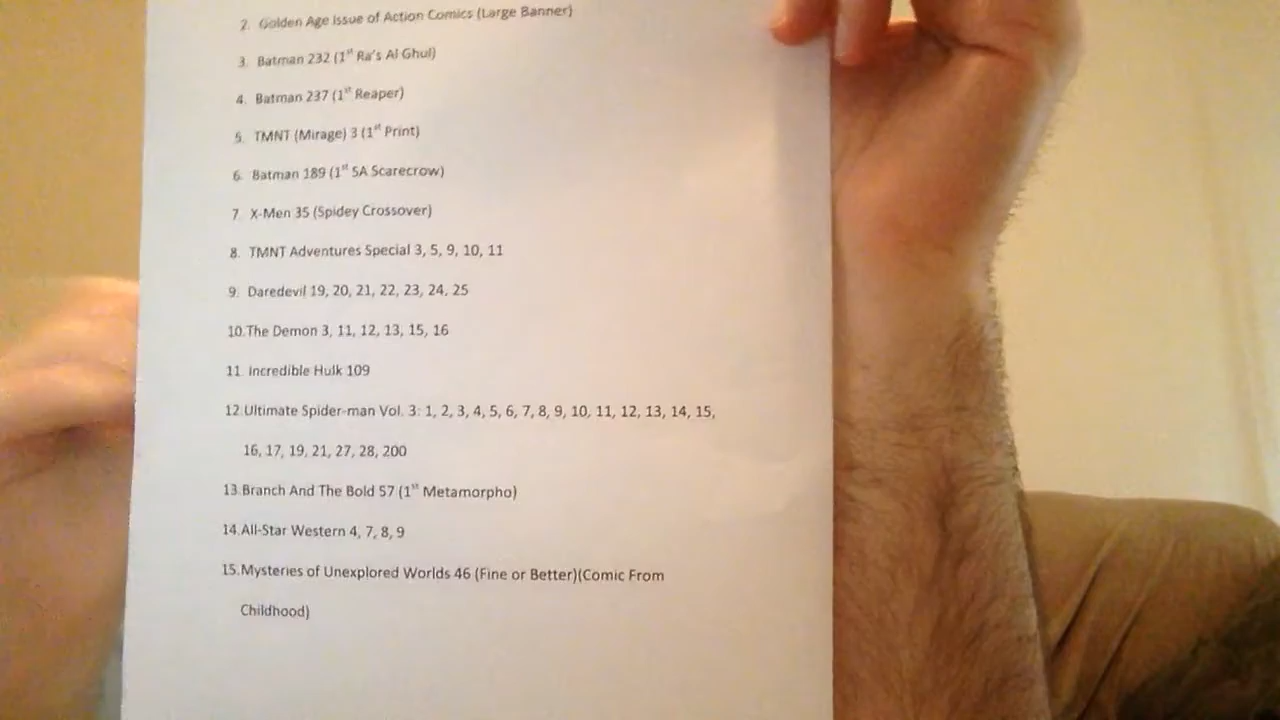 2. Golden Age Issue of Action Comics (Large Banner)
3. Batman 232 (1st Ra's Al Ghul)
4. Batman 237 (1st Reaper)
5. TMNT (Mirage) 3 (1st Print)
6. Batman 189 (1st SA Scarecrow)
7. X-Men 35 (Spidey Crossover)
8. TMNT Adventures Special 3, 5, 9, 10, 11
9. Daredevil 19, 20, 21, 22, 23, 24, 25
10. The Demon 3, 11, 12, 13, 15, 16
11. Incredible Hulk 109
12. Ultimate Spider-man Vol. 3: 1, 2, 3, 4, 5, 6, 7, 8, 9, 10, 11, 12, 13, 14, 15,
16, 17, 19, 21, 27, 28, 200
13. Branch And The Bold 57 (1st Metamorpho)
14. All-Star Western 4, 7, 8, 9
15. Mysteries of Unexplored Worlds 46 (Fine or Better)(Comic From
Childhood)